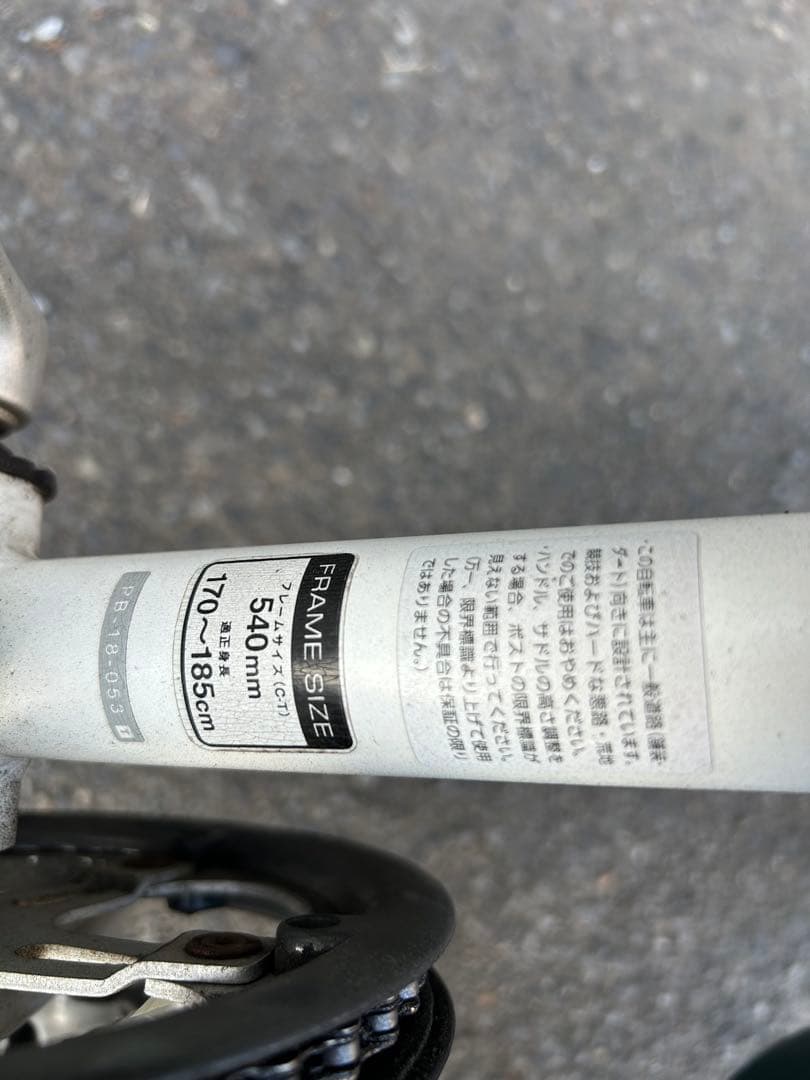 ・この自転車は主に一般道路(舗装・
ダート)向きに設計されています。
競技およびハードな悪路・荒地
でのご使用はおやめください。
・ハンドル、サドルの高さ調整を
する場合、ポストの限界標識が
見えない範囲で行ってください。
(万一、限界標識より上げて使用
した場合の不具合は保証の限り
ではありません。)
FRAME SIZE
フレームサイズ(C-T)
540mm
適正身長
170〜185cm
PB-18-053